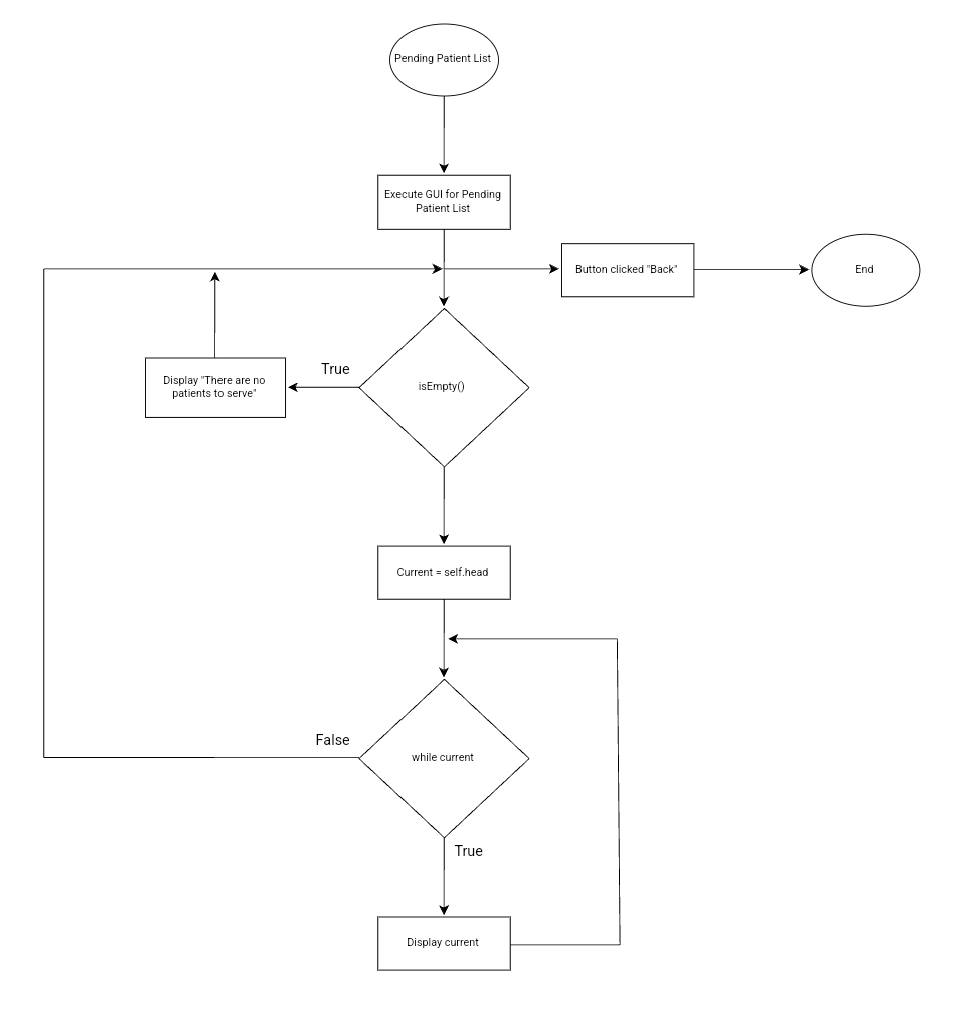 Pending Patient List
Execute GUI for Pending
Patient List
Button clicked "Back"
End
True
Display "There are no
patients to serve"
isEmpty()
Current = self.head
False
while current
True
Display current